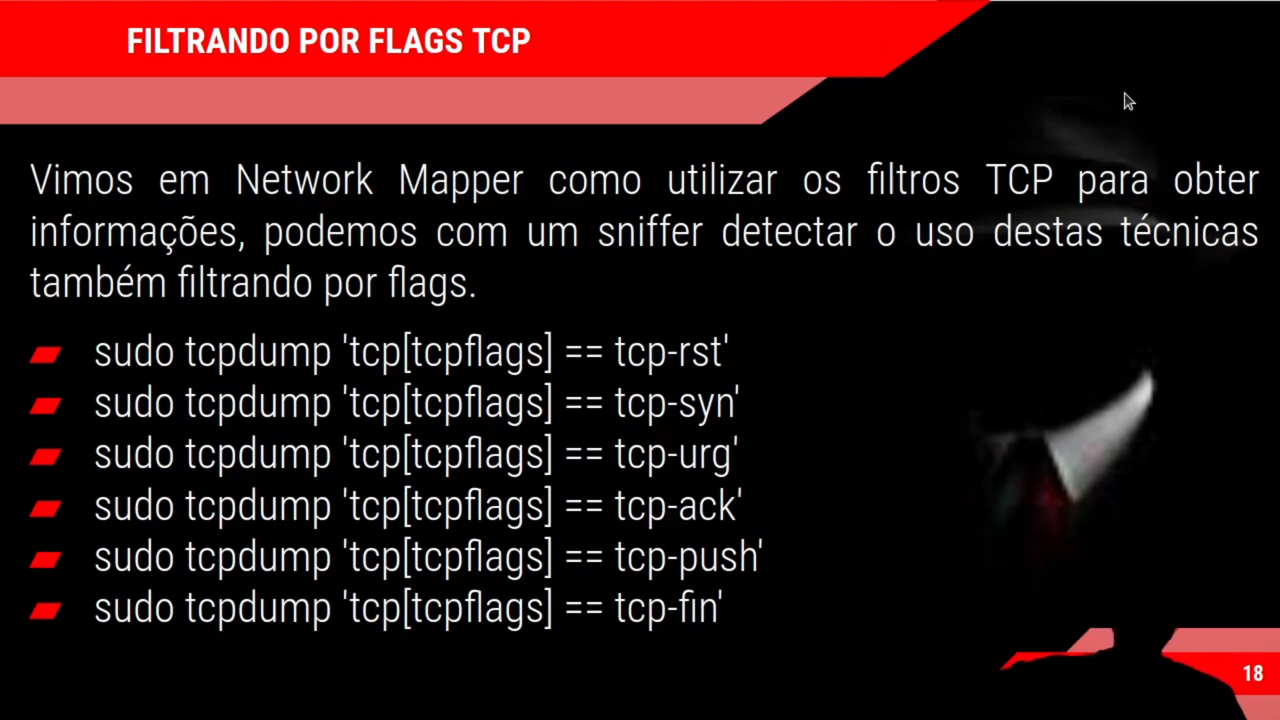 FILTRANDO POR FLAGS TCP
Vimos em Network Mapper como utilizar os filtros TCP para obter
informações, podemos com um sniffer detectar o uso destas técnicas
também filtrando por flags.
sudo tcpdump 'tcp[tcpflags] == tcp-rst'
sudo tcpdump 'tcp[tcpflags] == tcp-syn'
sudo tcpdump 'tcp[tcpflags] == tcp-urg'
sudo tcpdump 'tcp[tcpflags] == tcp-ack'
sudo tcpdump 'tcp[tcpflags] == tcp-push'
sudo tcpdump 'tcp[tcpflags] == tcp-fin'
18